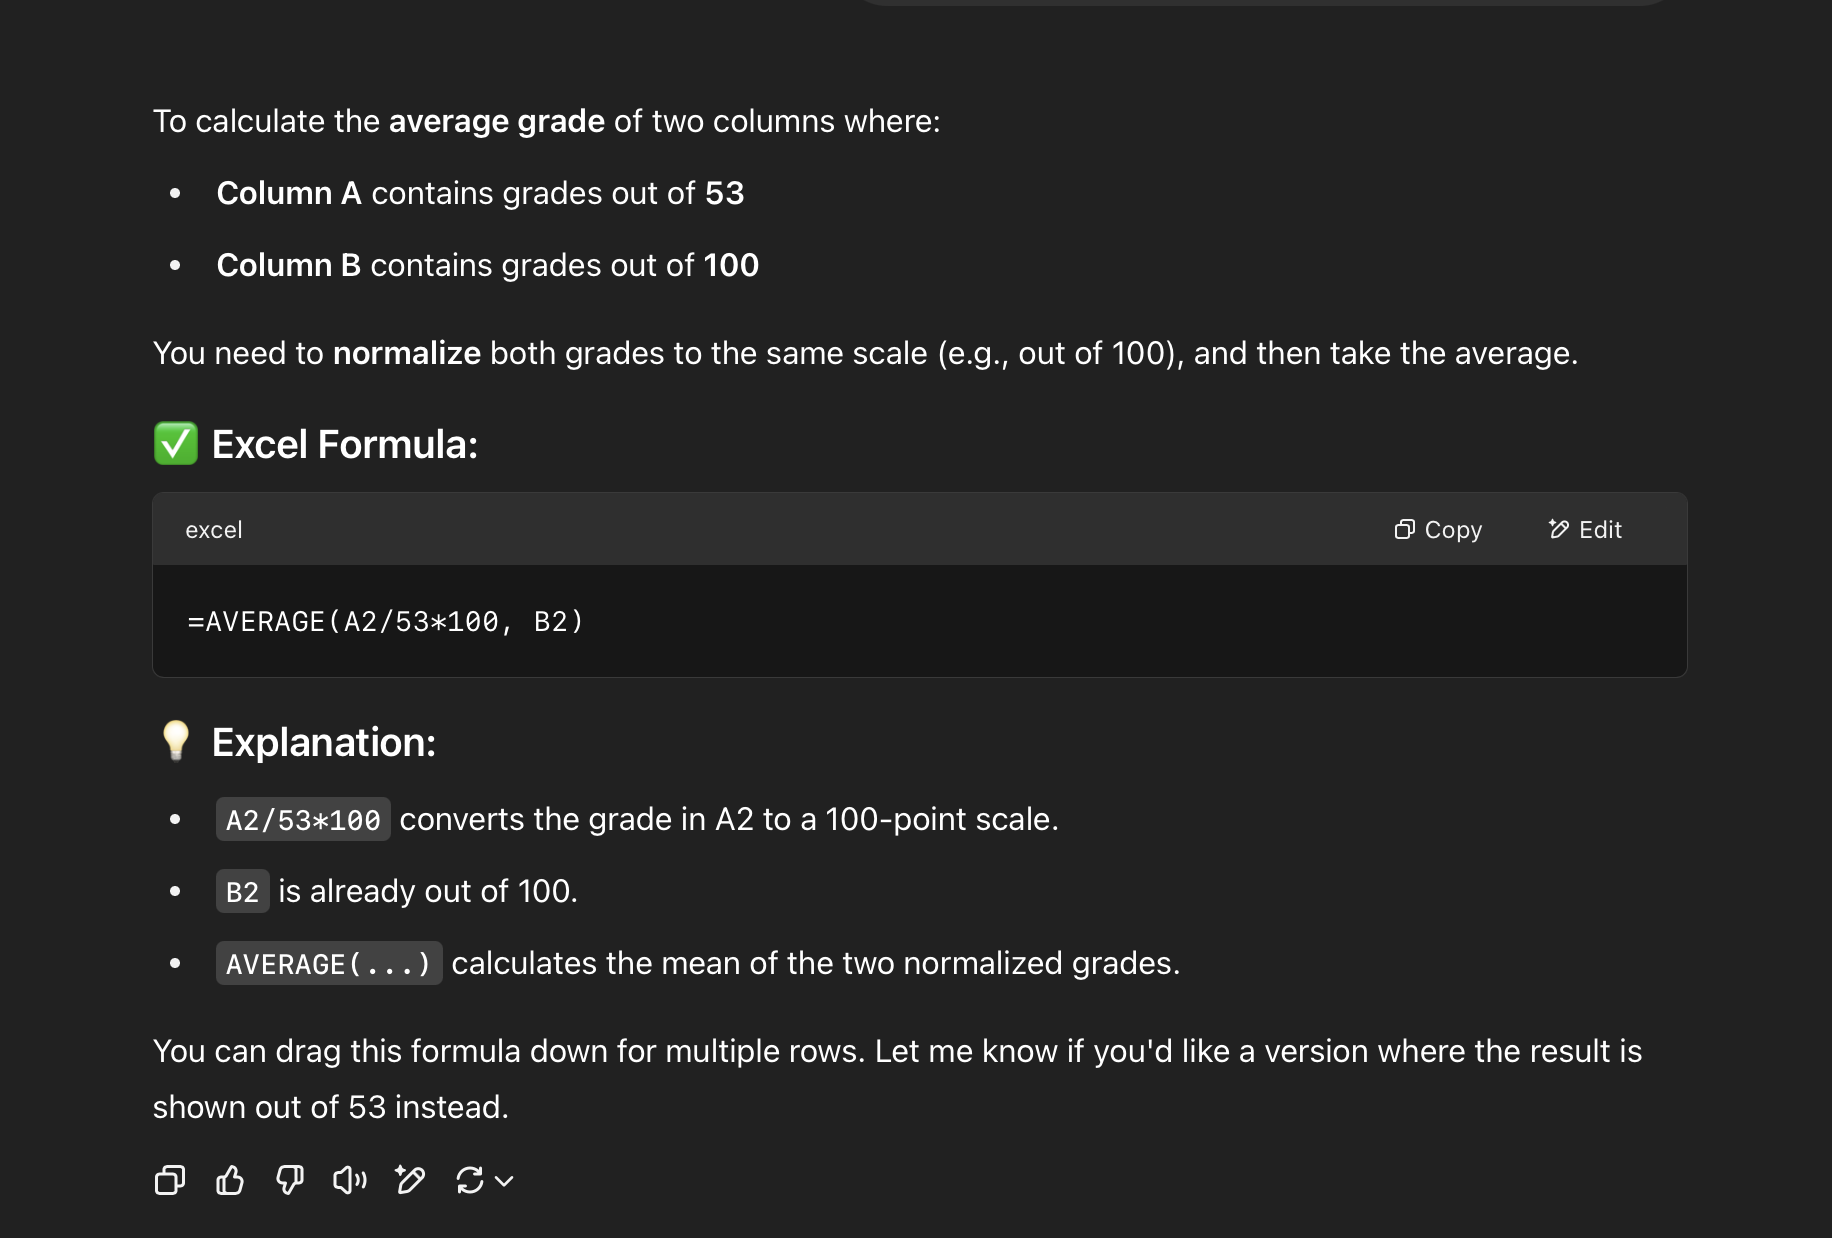 To calculate the average grade of two columns where:
• Column A contains grades out of 53
• Column B contains grades out of 100
You need to normalize both grades to the same scale (e.g., out of 100), and then take the average.
✅ Excel Formula:
excel Copy Edit
=AVERAGE(A2/53*100, B2)
💡 Explanation:
• A2/53*100 converts the grade in A2 to a 100-point scale.
• B2 is already out of 100.
• AVERAGE(...) calculates the mean of the two normalized grades.
You can drag this formula down for multiple rows. Let me know if you'd like a version where the result is
shown out of 53 instead.